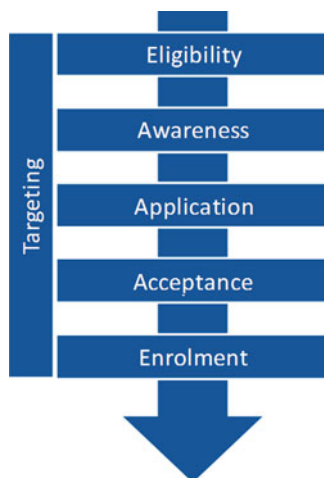 Targeting
Eligibility
Awareness
Application
Acceptance
Enrolment